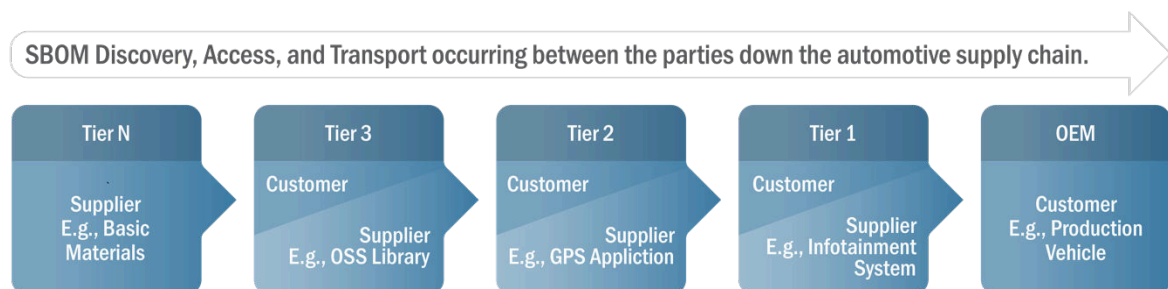 SBOM Discovery, Access, and Transport occurring between the parties down the automotive supply chain.
Tier N
Supplier
E.g., Basic
Materials
Tier 3
Customer
Supplier
E.g., OSS Library
Tier 2
Customer
Supplier
E.g., GPS Appliction
Tier 1
Customer
Supplier
E.g., Infotainment
System
OEM
Customer
E.g., Production
Vehicle